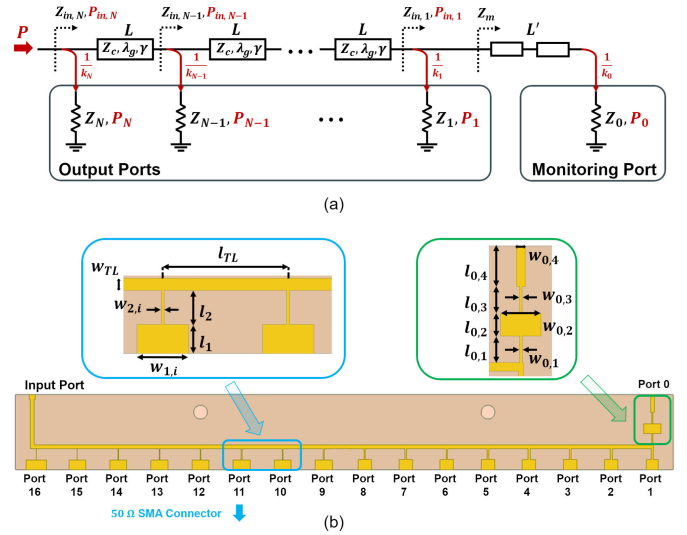 Z_{in,N}, P_{in,N} Z_{in,N-1}, P_{in,N-1} Z_{in,1}, P_{in,1} Z_m
P L L L L′
Z_c, λ_g, γ Z_c, λ_g, γ Z_c, λ_g, γ
1/k_N 1/k_{N-1} 1/k_1 1/k_0
Z_N, P_N Z_{N-1}, P_{N-1} ••• Z_1, P_1 Z_0, P_0
Output Ports Monitoring Port
(a)
l_{TL}
w_{TL}
w_{2,i} l_2
l_1
w_{1,i}
w_{0,4}
l_{0,4}
l_{0,3} w_{0,3}
l_{0,2} w_{0,2}
l_{0,1} w_{0,1}
Input Port Port 0
Port Port Port Port Port Port Port Port Port Port Port Port Port Port Port Port
16 15 14 13 12 11 10 9 8 7 6 5 4 3 2 1
50 Ω SMA Connector
(b)